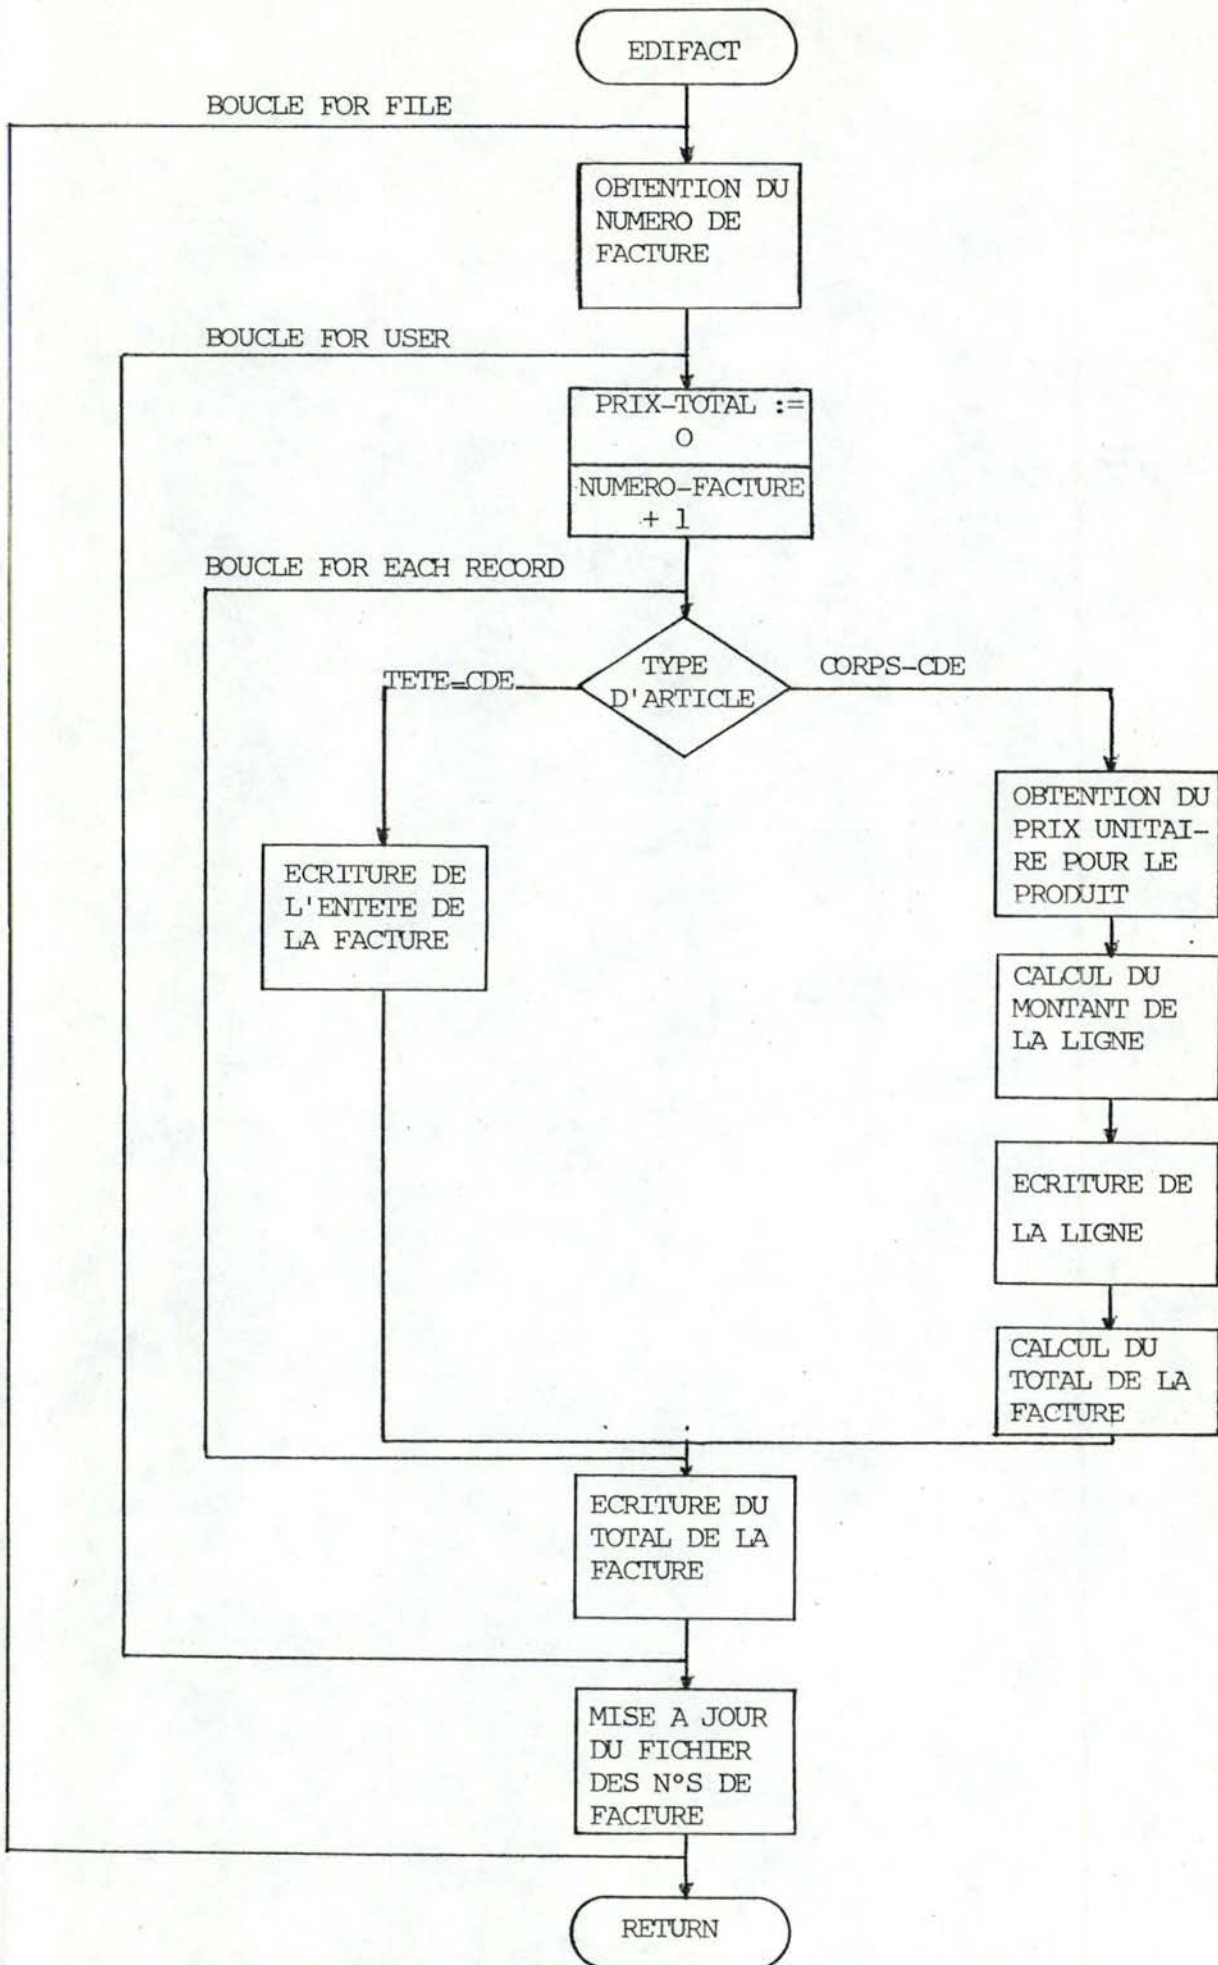 EDIFACT
BOUCLE FOR FILE
OBTENTION DU
NUMERO DE
FACTURE
BOUCLE FOR USER
PRIX-TOTAL :=
O
NUMERO-FACTURE
+ 1
BOUCLE FOR EACH RECORD
TYPE
D'ARTICLE
TETE=CDE
CORPS-CDE
OBTENTION DU
PRIX UNITAI-
RE POUR LE
PRODUIT
ECRITURE DE
L'ENTETE DE
LA FACTURE
CALCUL DU
MONTANT DE
LA LIGNE
ECRITURE DE
LA LIGNE
CALCUL DU
TOTAL DE LA
FACTURE
ECRITURE DU
TOTAL DE LA
FACTURE
MISE A JOUR
DU FICHIER
DES N°S DE
FACTURE
RETURN